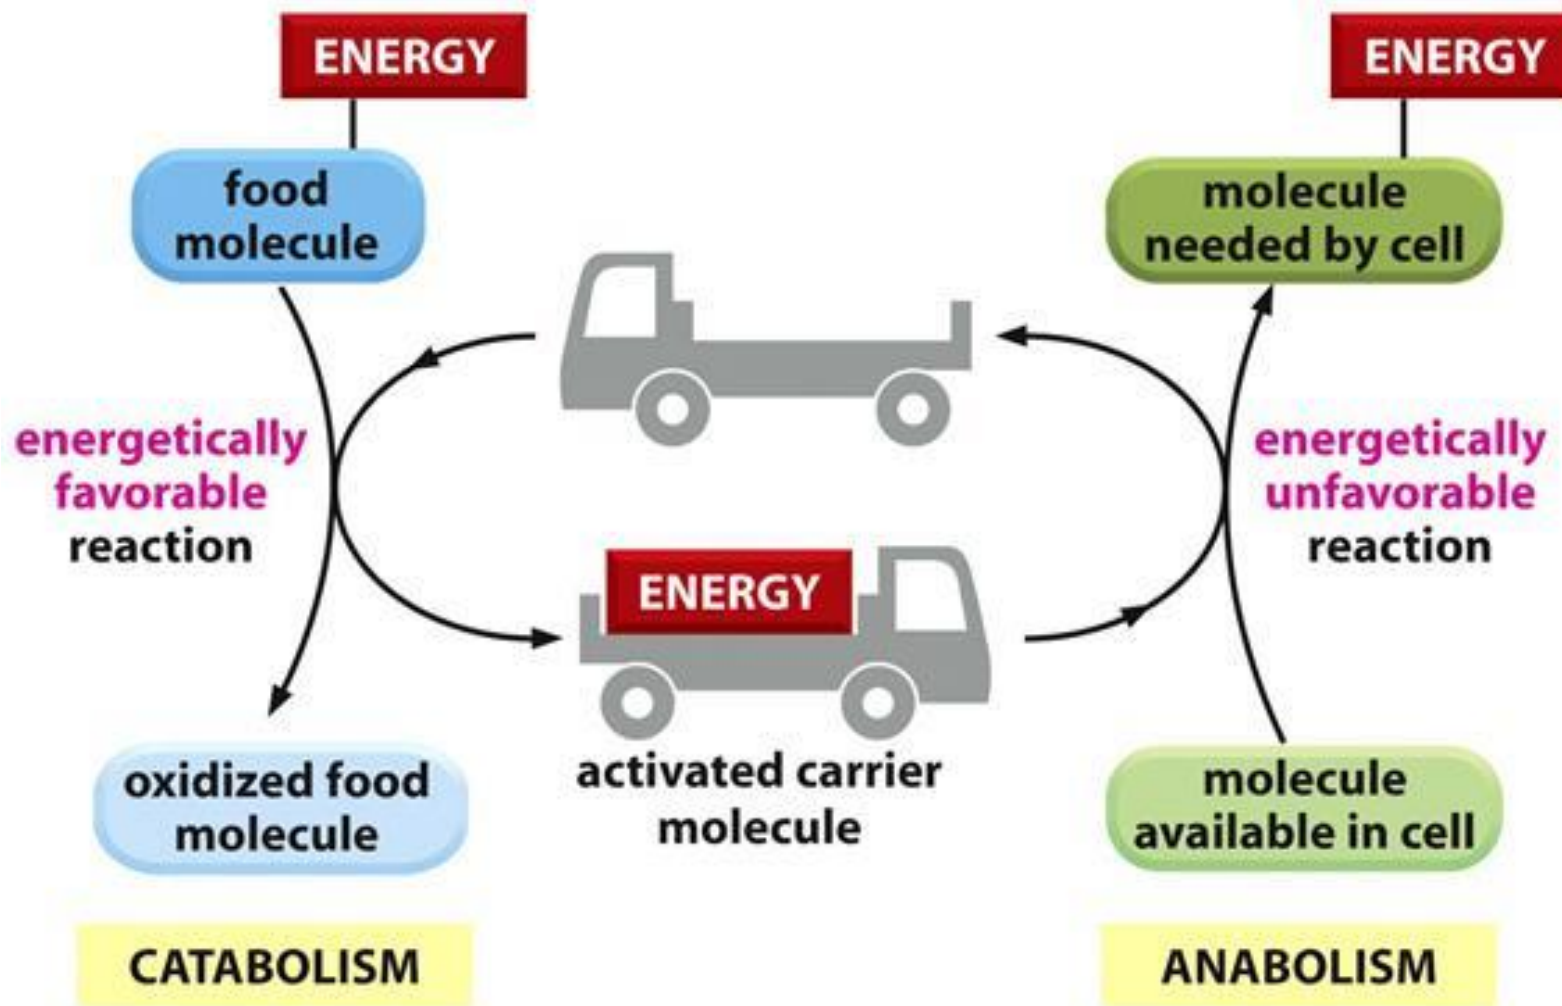 ENERGY
ENERGY
food
molecule
molecule
needed by cell
energetically
favorable
reaction
energetically
unfavorable
reaction
ENERGY
oxidized food
molecule
activated carrier
molecule
molecule
available in cell
CATABOLISM
ANABOLISM